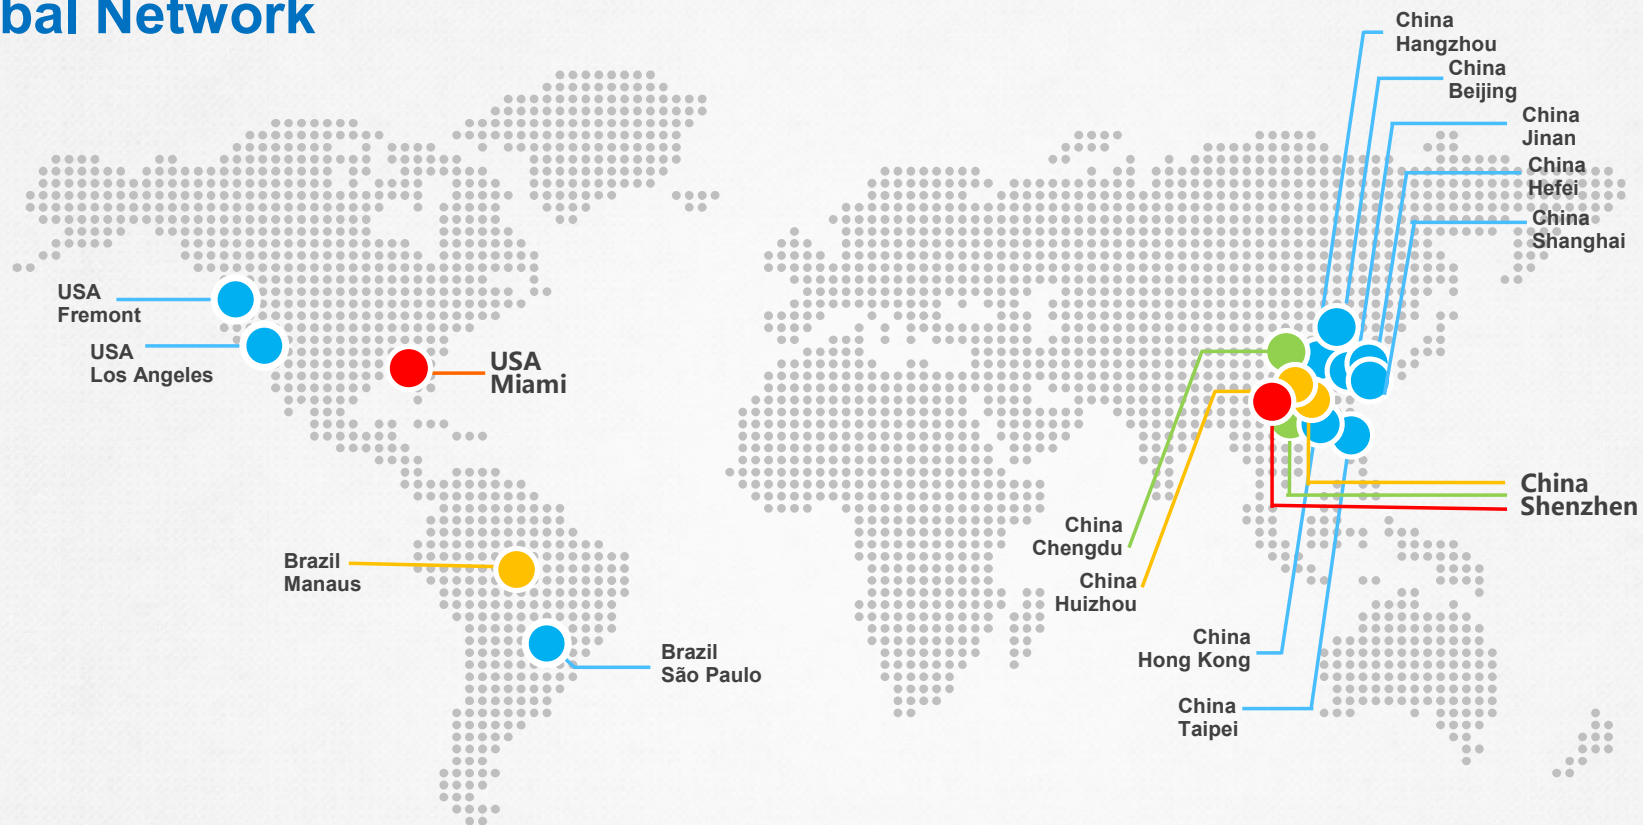 bal Network
China
Hangzhou
China
Beijing
China
Jinan
China
Hefei
China
Shanghai
USA
Fremont
USA
Los Angeles
USA
Miami
China
Shenzhen
China
Chengdu
China
Huizhou
Brazil
Manaus
Brazil
São Paulo
China
Hong Kong
China
Taipei